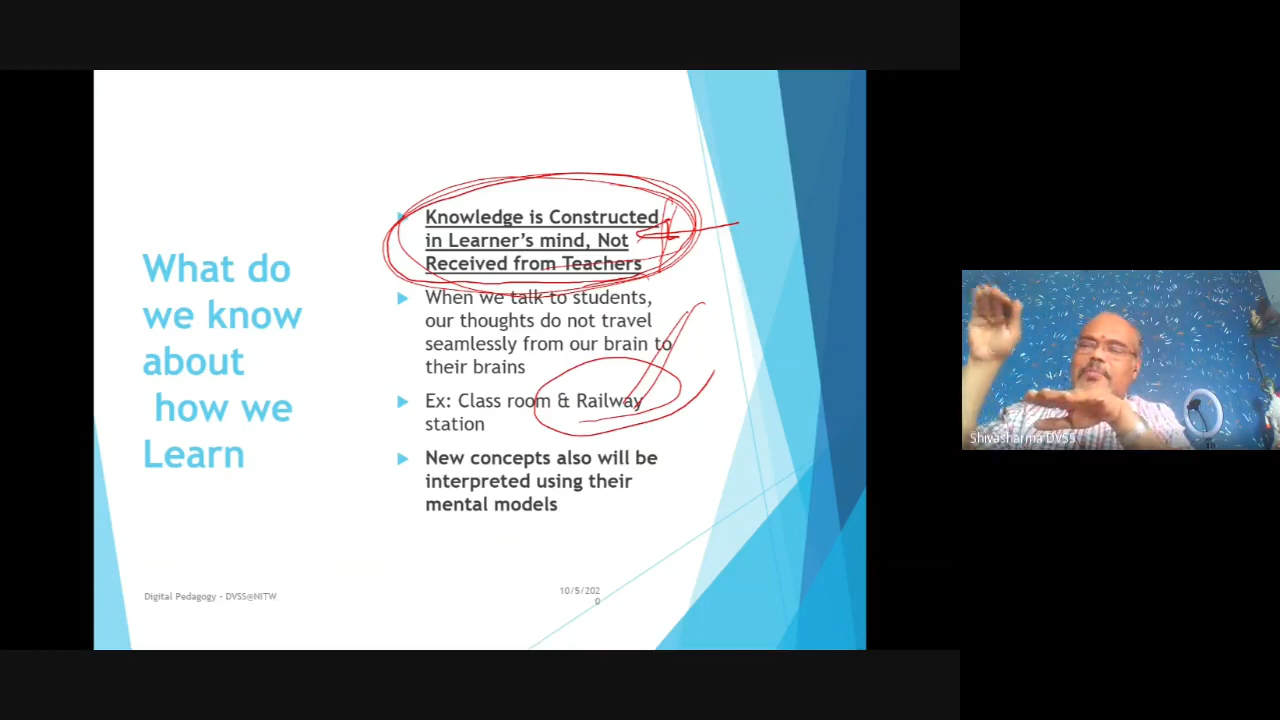 What do
we know
about
how we
Learn
Knowledge is Constructed
in Learner's mind, Not
Received from Teachers
When we talk to students,
our thoughts do not travel
seamlessly from our brain to
their brains
Ex: Class room & Railway
station
New concepts also will be
interpreted using their
mental models
Digital Pedagogy - DVSS@NITW
10/5/202
0
Shivasharma DVSS